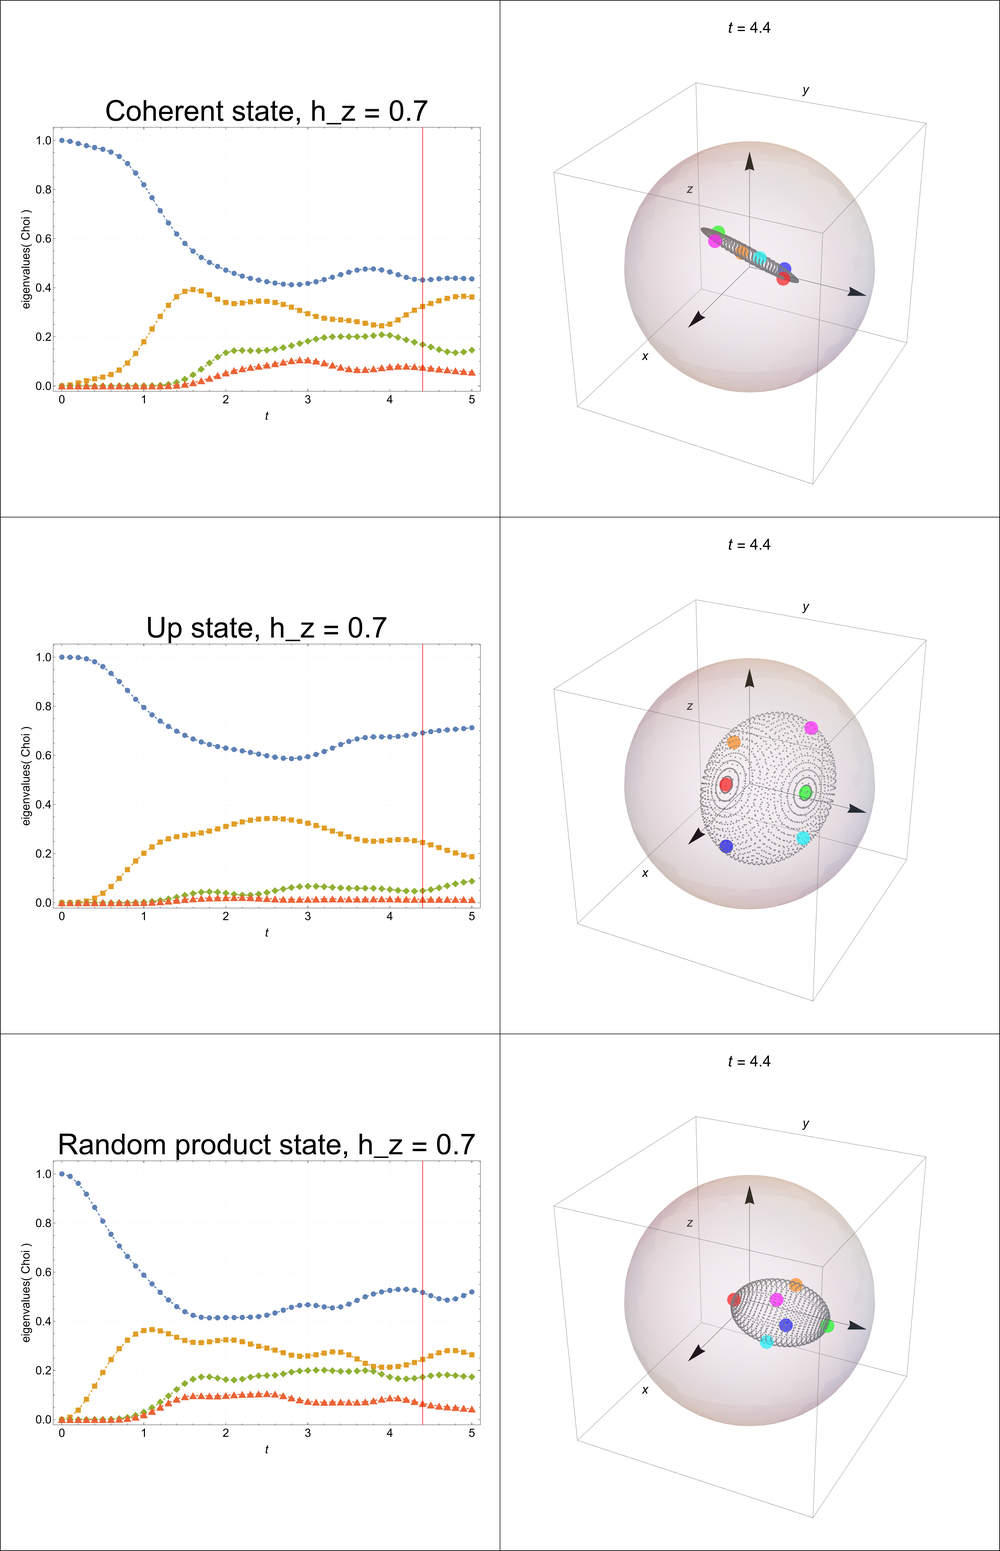 t = 4.4
Coherent state, h_z = 0.7
eigenvalues( Choi )
1.0
0.8
0.6
0.4
0.2
0.0
0 1 2 3 4 5
t
y
z
x
t = 4.4
Up state, h_z = 0.7
eigenvalues( Choi )
1.0
0.8
0.6
0.4
0.2
0.0
0 1 2 3 4 5
t
y
z
x
t = 4.4
Random product state, h_z = 0.7
eigenvalues( Choi )
1.0
0.8
0.6
0.4
0.2
0.0
0 1 2 3 4 5
t
y
z
x